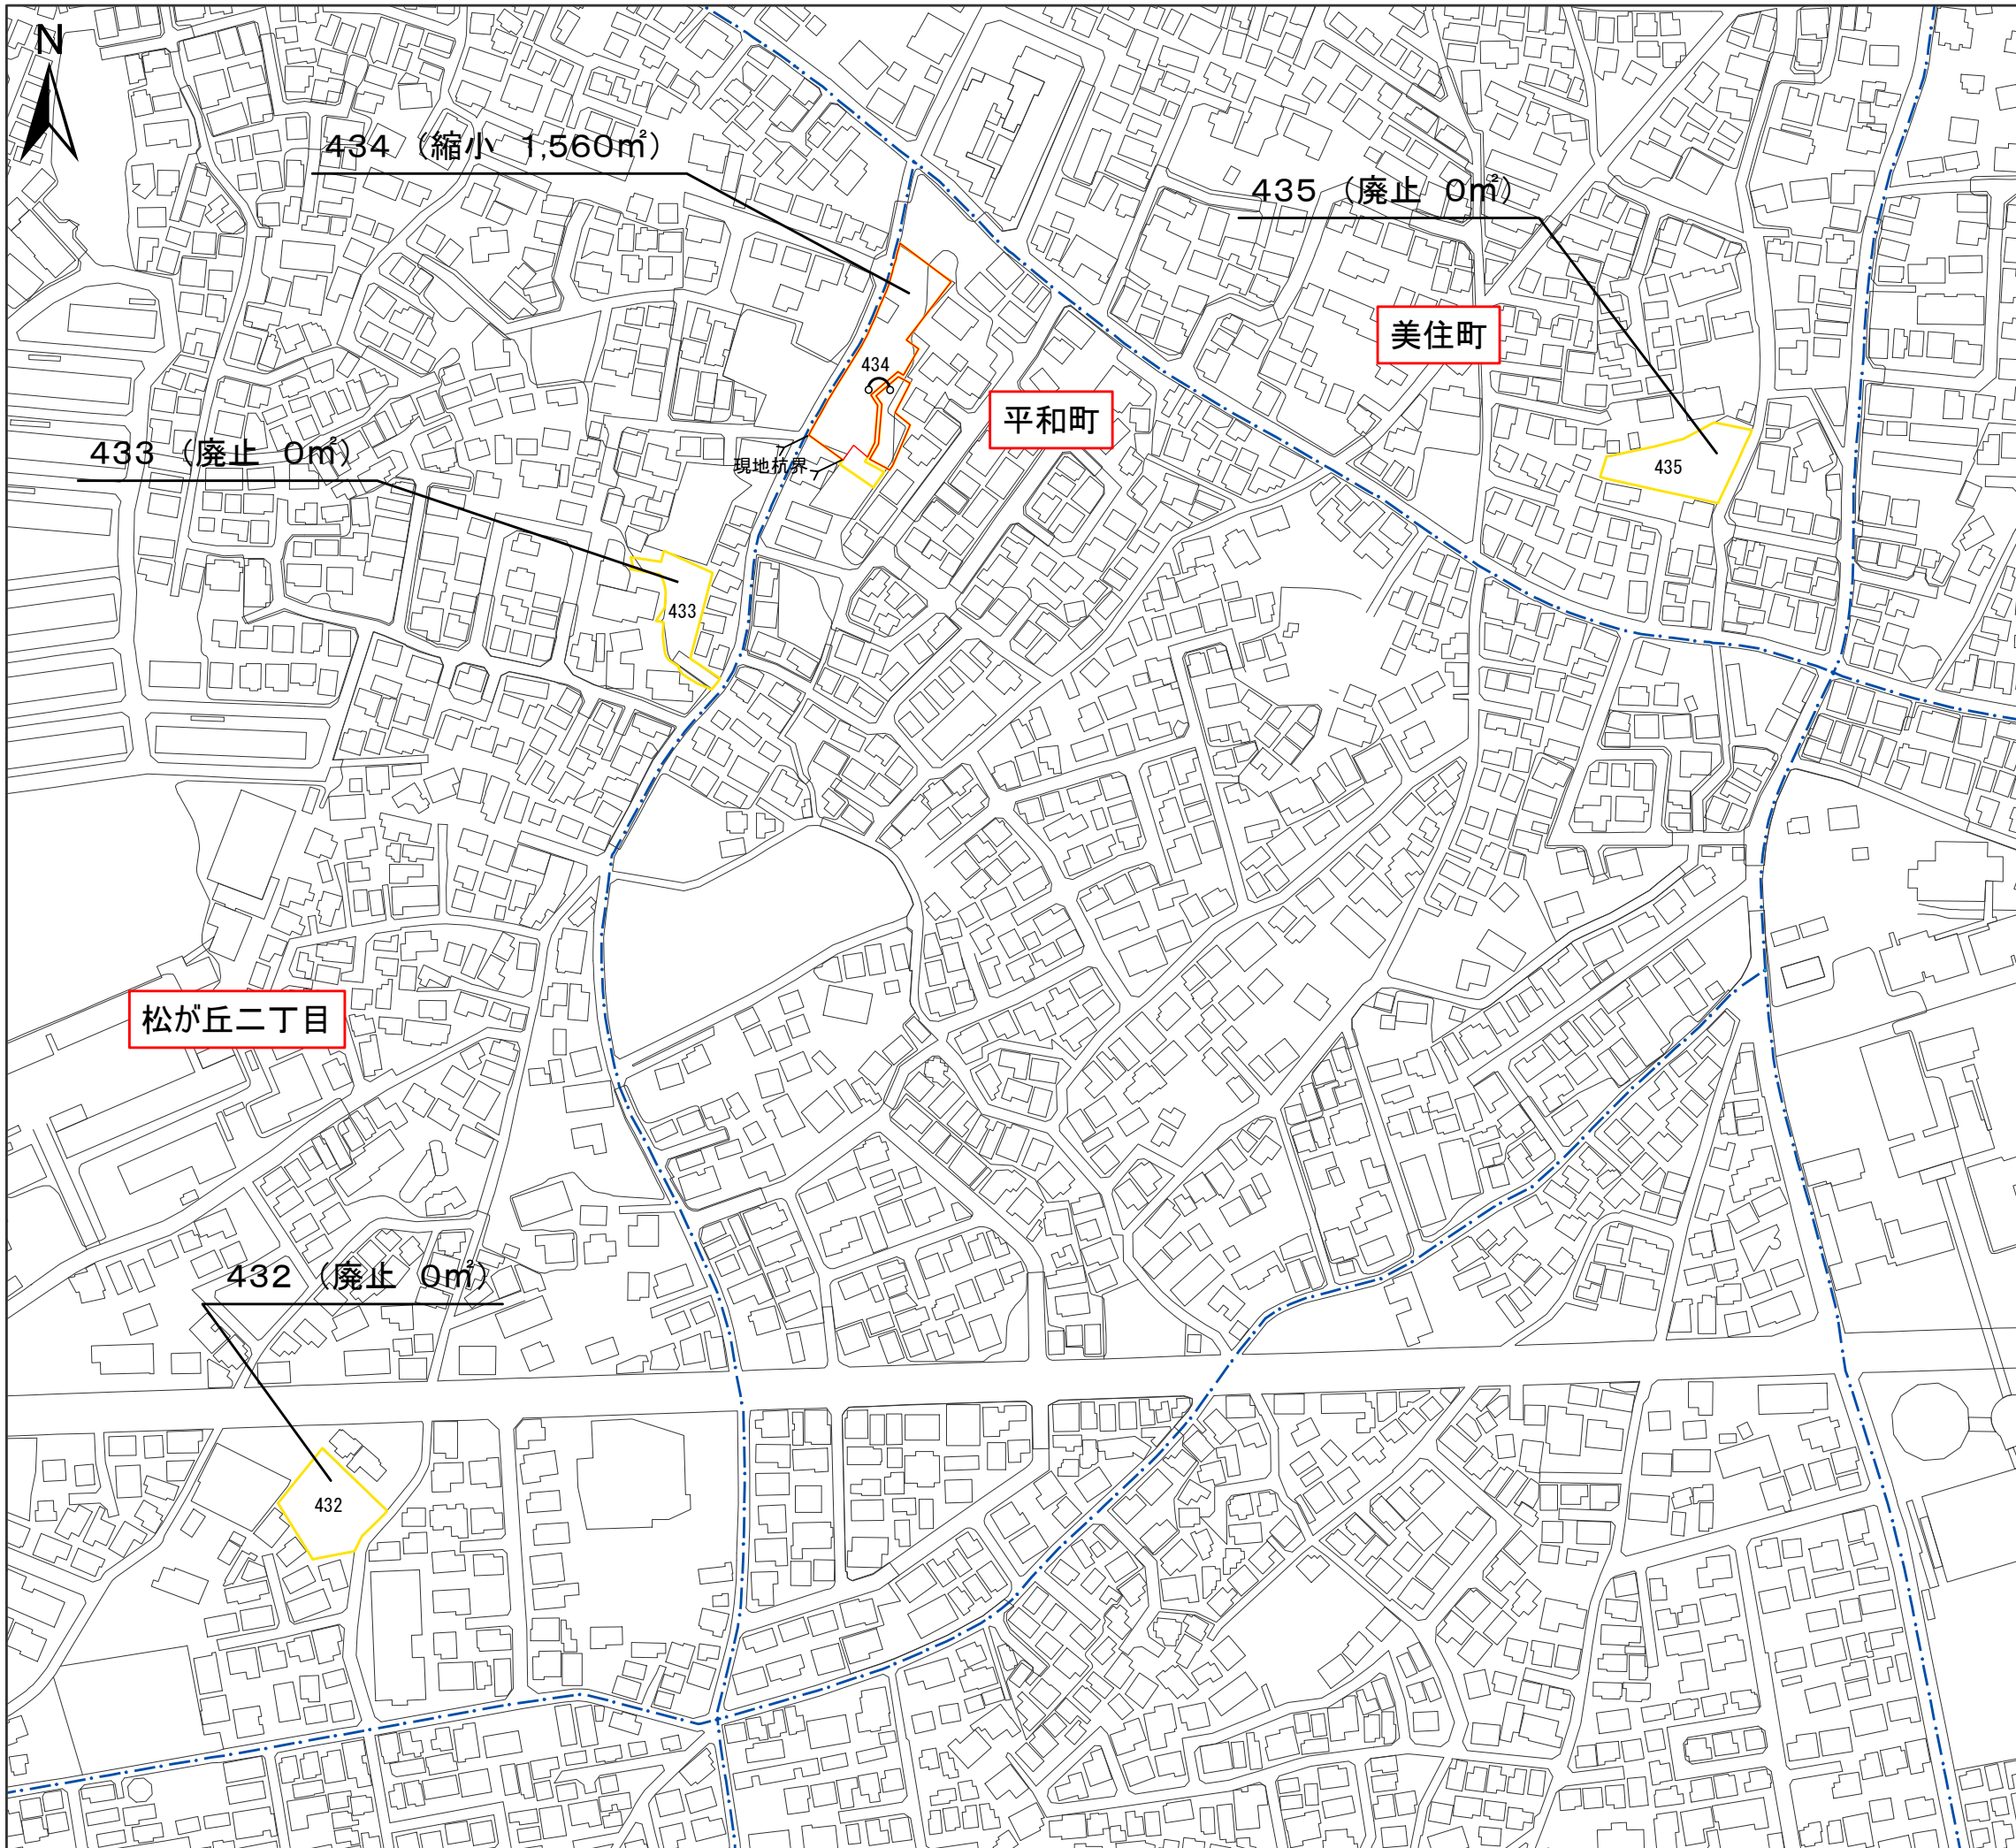 N
434　（縮小　1,560㎡）
435　（廃止　0㎡）
美住町
434
平和町
433　（廃止　0㎡）
現地杭界
435
433
松が丘二丁目
432　（廃止　0㎡）
432